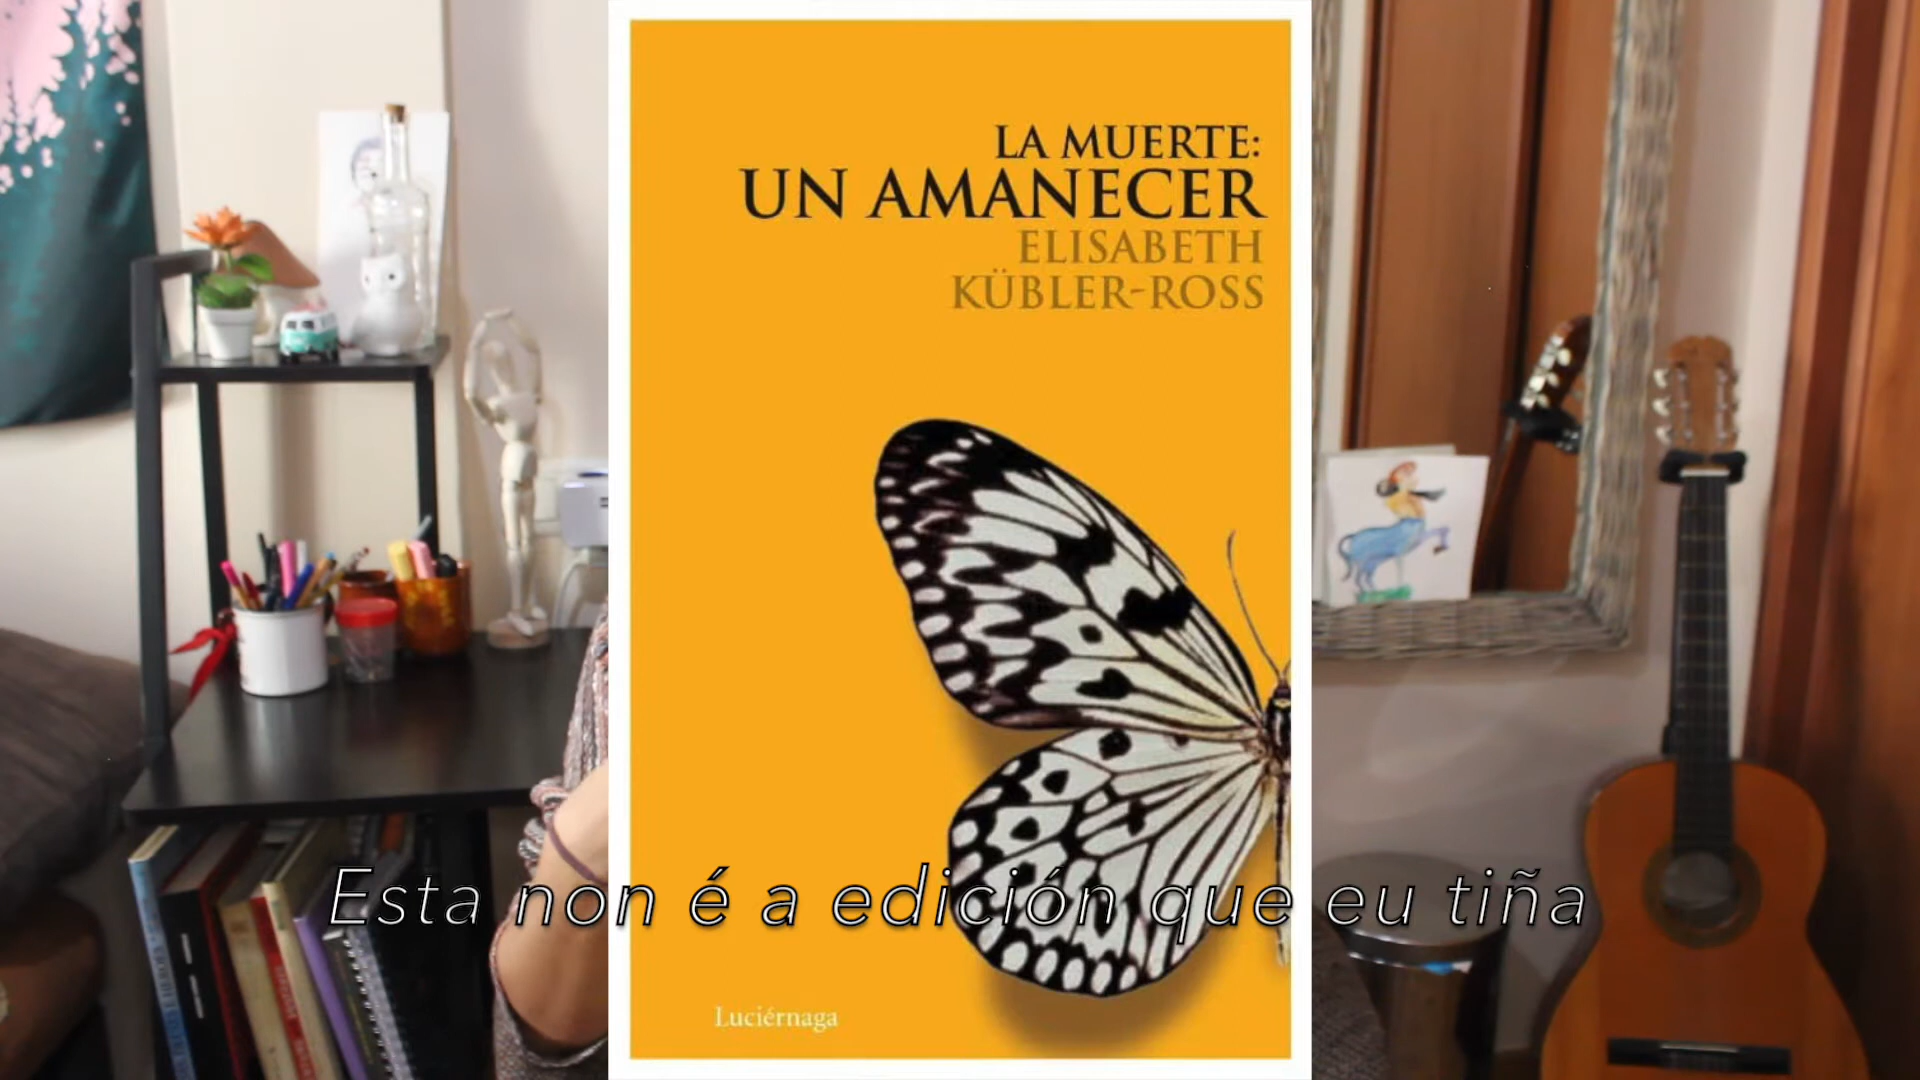 LA MUERTE:
UN AMANECER
ELISABETH
KÜBLER-ROSS
Esta non é a edición que eu tiña
Luciérnaga